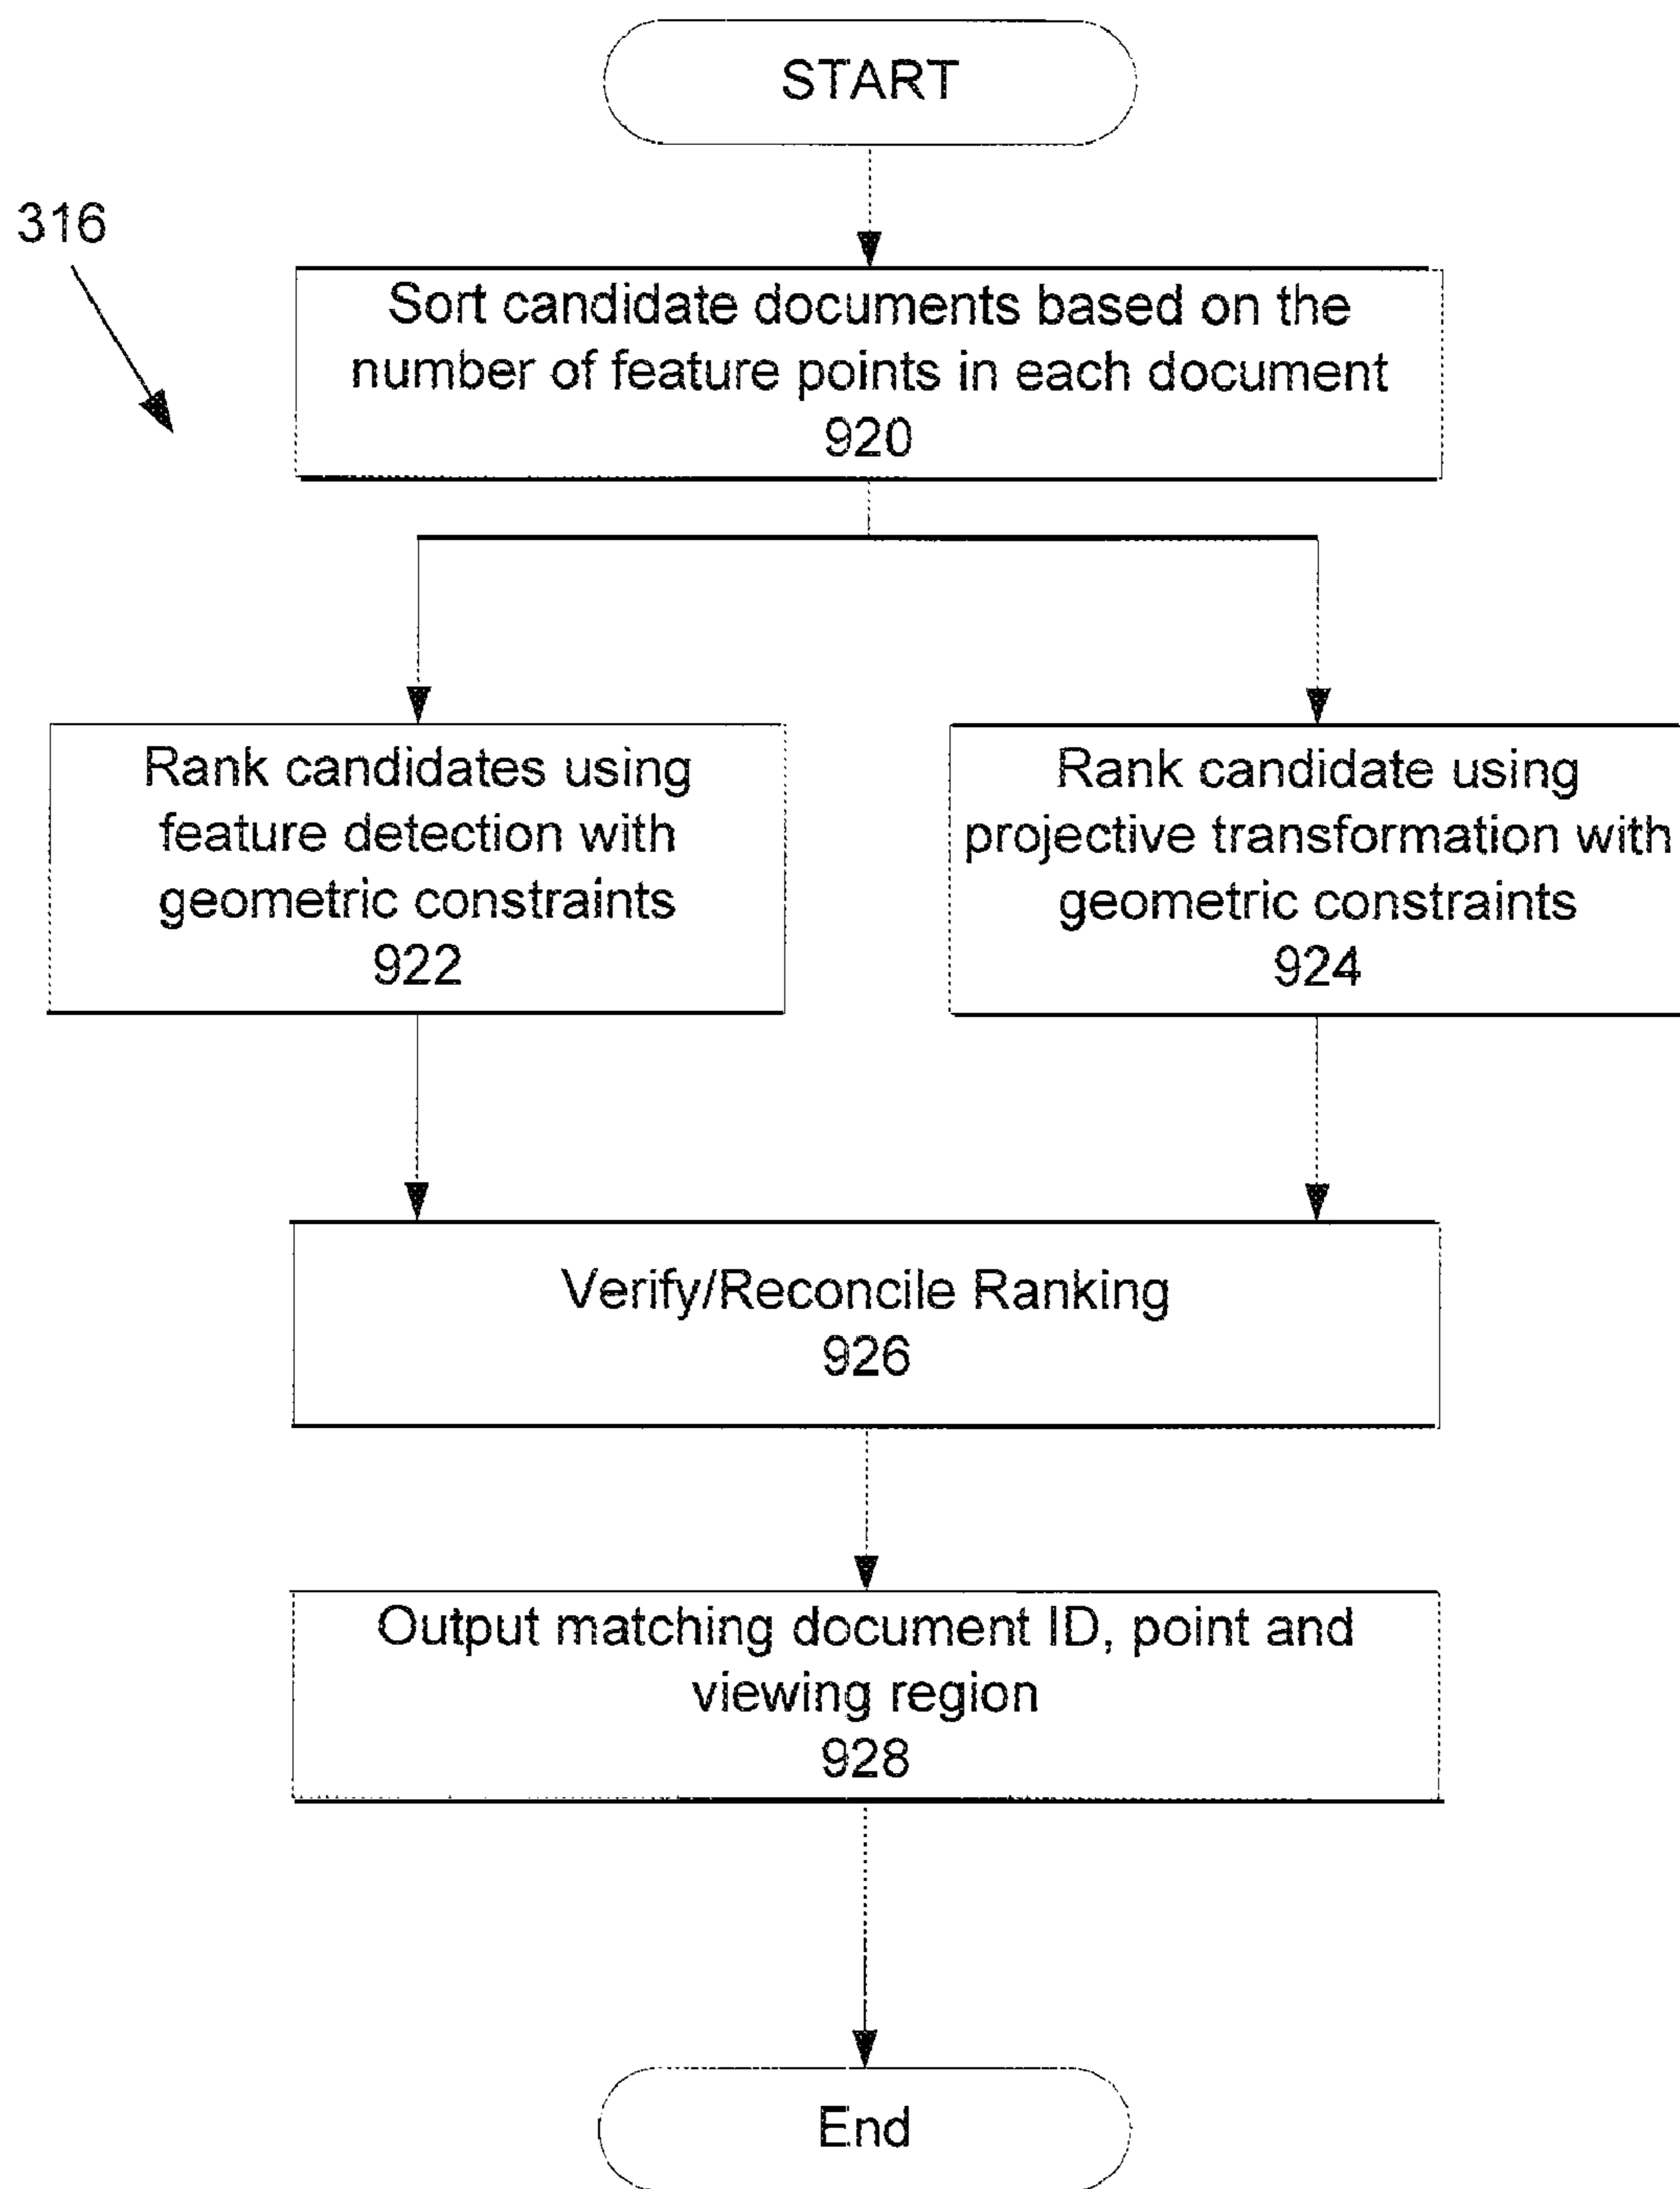 START
316
Sort candidate documents based on the
number of feature points in each document
920
Rank candidates using
feature detection with
geometric constraints
922
Rank candidate using
projective transformation with
geometric constraints
924
Verify/Reconcile Ranking
926
Output matching document ID, point and
viewing region
928
End